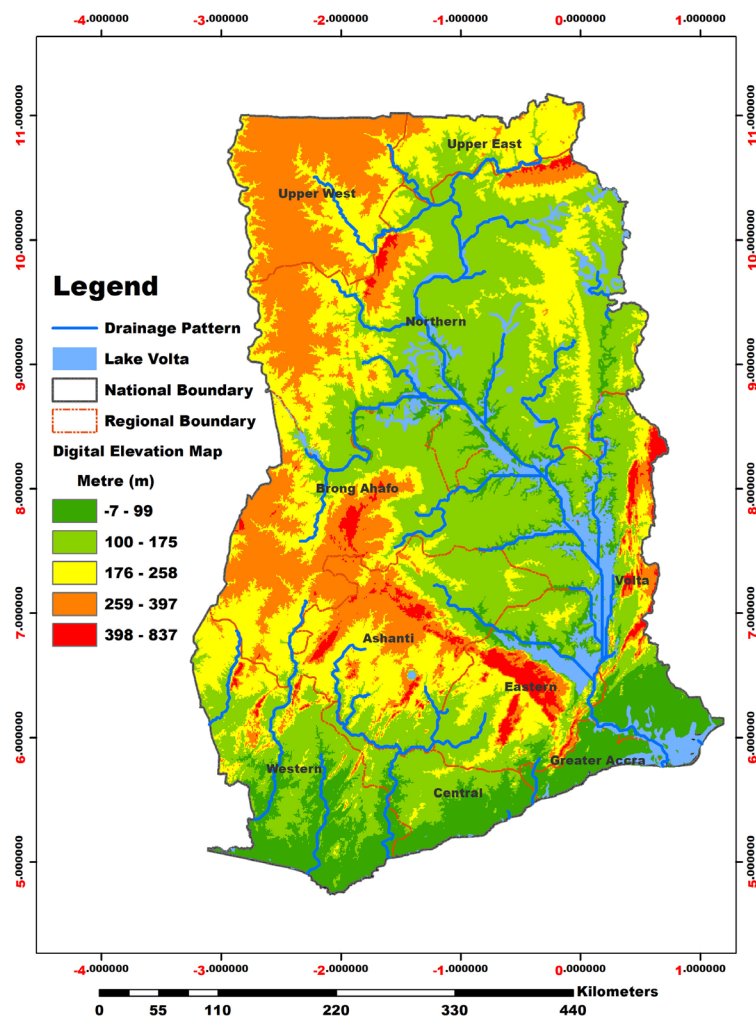 -4.000000 -3.000000 -2.000000 -1.000000 0.000000 1.000000
11.000000 11.000000
Upper East
Upper West
10.000000 10.000000
Legend
Northern
Drainage Pattern
Lake Volta
9.000000 9.000000
National Boundary
Regional Boundary
Digital Elevation Map
Metre (m)
8.000000 8.000000
Brong Ahafo
-7 - 99
100 - 175
176 - 258
Volta
259 - 397
7.000000 7.000000
398 - 837
Ashanti
Eastern
6.000000 6.000000
Greater Accra
Western
Central
5.000000 5.000000
-4.000000 -3.000000 -2.000000 -1.000000 0.000000 1.000000
Kilometers
0 55 110 220 330 440